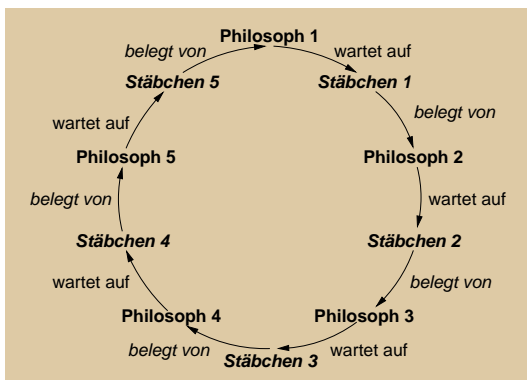 Philosoph 1
wartet auf
Stäbchen 1
belegt von
Philosoph 2
wartet auf
Stäbchen 2
belegt von
Philosoph 3
wartet auf
Stäbchen 3
belegt von
Philosoph 4
wartet auf
Stäbchen 4
belegt von
Philosoph 5
wartet auf
Stäbchen 5
belegt von